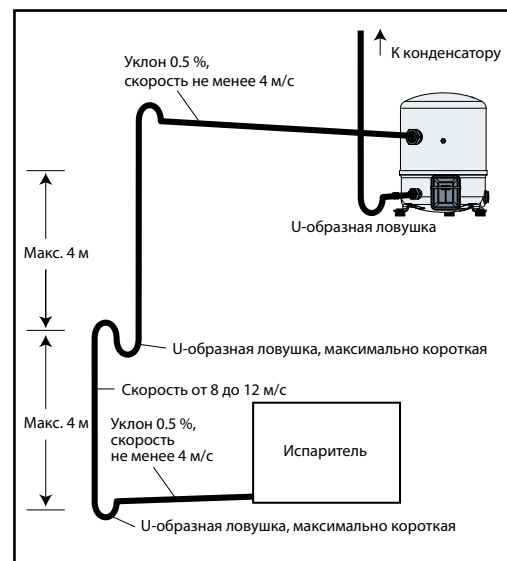 Уклон 0.5 %,
скорость не менее 4 м/с
К конденсатору
U-образная ловушка
Макс. 4 м
U-образная ловушка, максимально короткая
Скорость от 8 до 12 м/с
Макс. 4 м
Уклон 0.5 %,
скорость
не менее 4 м/с
Испаритель
U-образная ловушка, максимально короткая